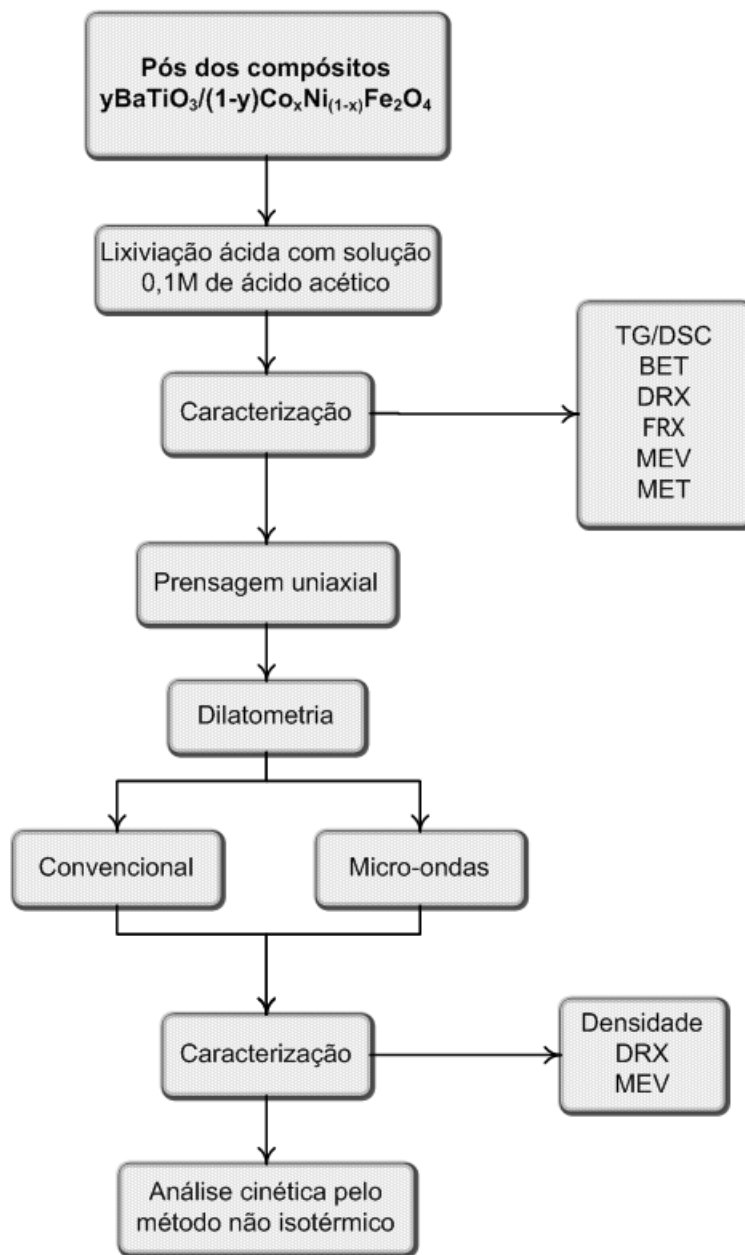 Pós dos compósitos
yBaTiO₃/(1-y)CoₓNi₍₁₋ₓ₎Fe₂O₄
Lixiviação ácida com solução
0,1M de ácido acético
Caracterização
TG/DSC
BET
DRX
FRX
MEV
MET
Prensagem uniaxial
Dilatometria
Convencional
Micro-ondas
Caracterização
Densidade
DRX
MEV
Análise cinética pelo
método não isotérmico